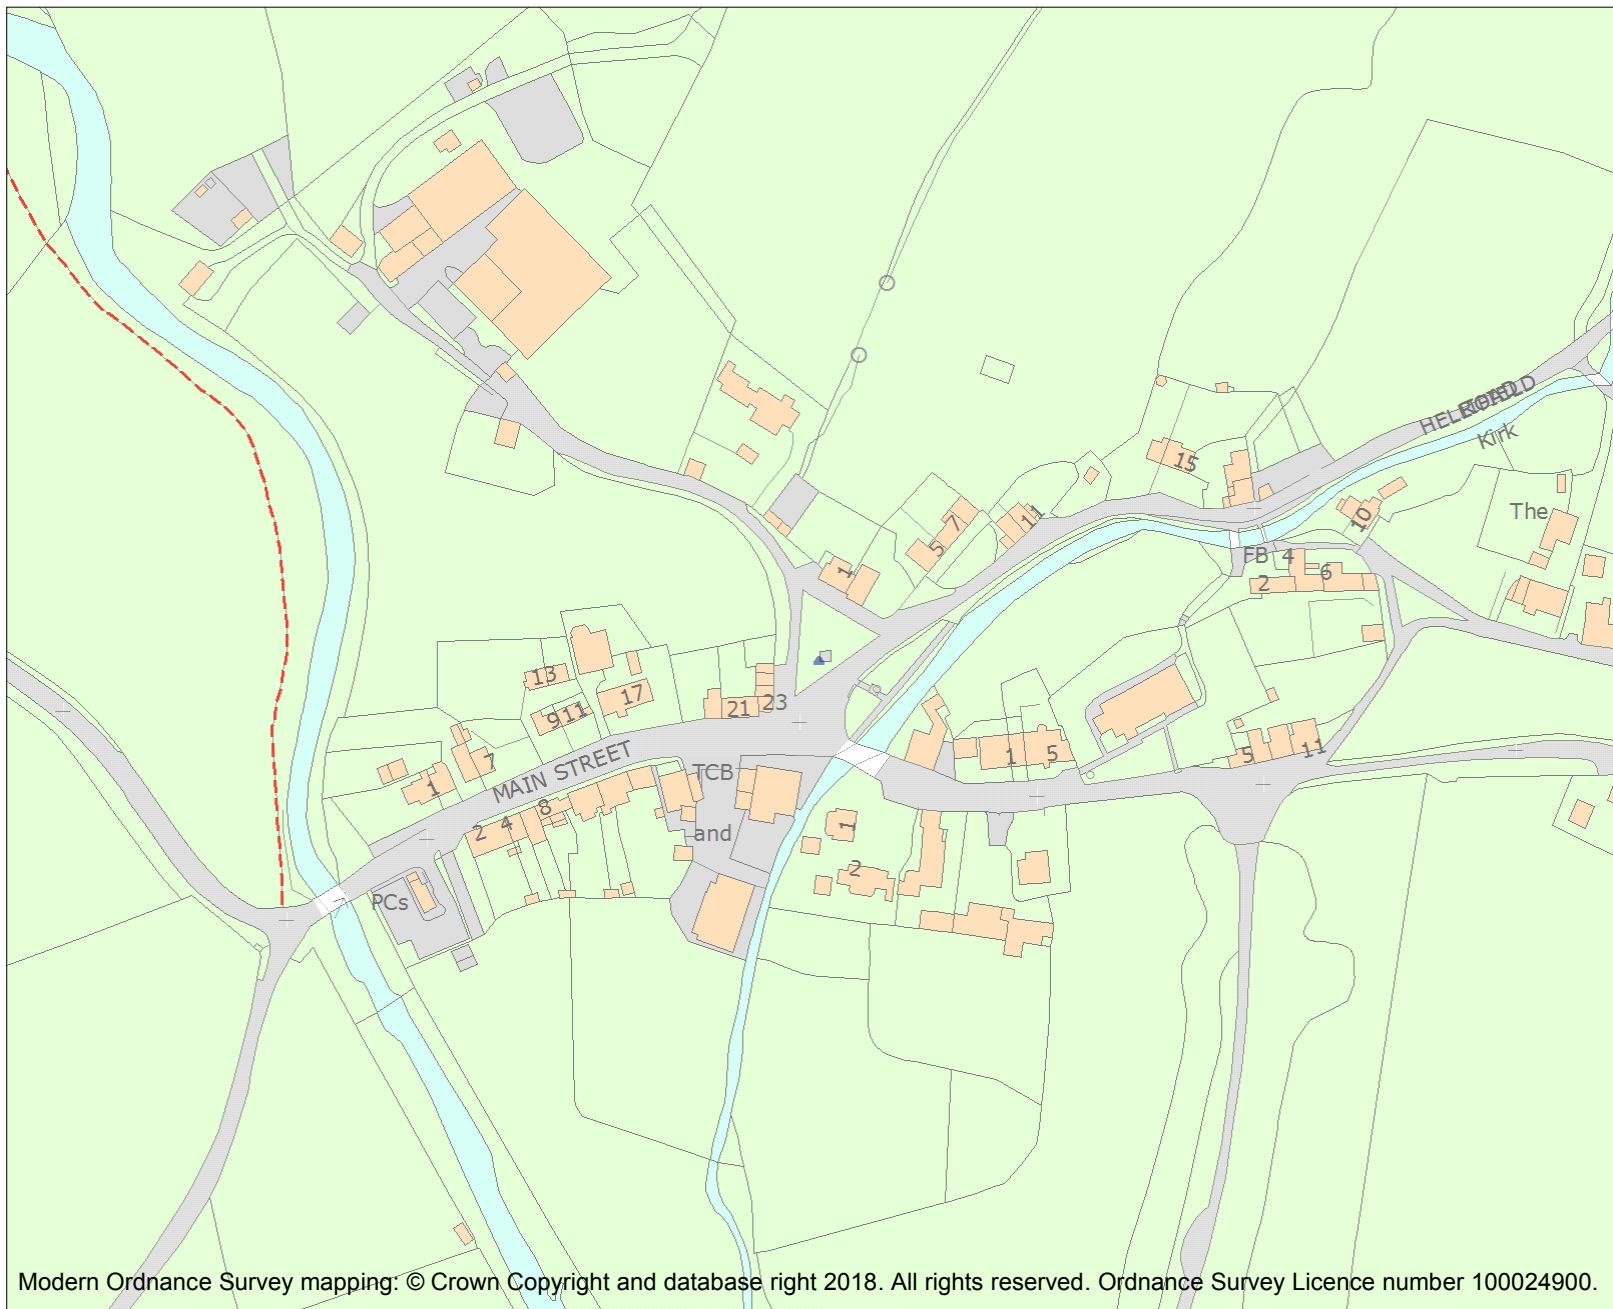 HELLIFIELD
ROAD
Kirk
15
The
10
11
7
5
1
FB
4
2
6
13
17
9
11
21
23
7
MAIN STREET
1
TCB
1
5
5
11
8
4
2
and
1
2
PCs
Modern Ordnance Survey mapping: © Crown Copyright and database right 2018. All rights reserved. Ordnance Survey Licence number 100024900.